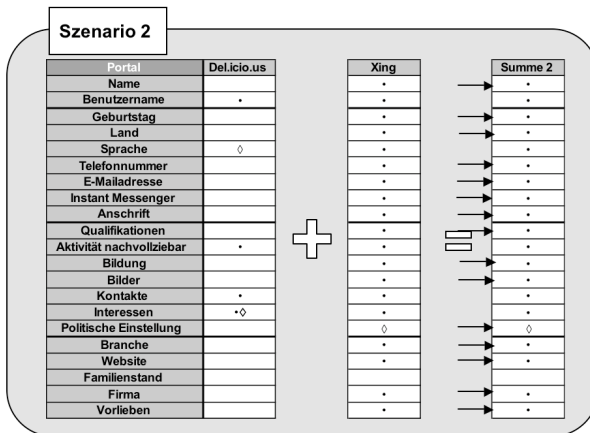 Szenario 2
Portal Del.icio.us Xing Summe 2
Name • •
Benutzername • • •
Geburtstag • •
Land • •
Sprache ◊ • •
Telefonnummer • •
E-Mailadresse • •
Instant Messenger • •
Anschrift • •
Qualifikationen • •
Aktivität nachvollziebar • • •
Bildung • •
Bilder • •
Kontakte • • •
Interessen •◊ • •
Politische Einstellung ◊ ◊
Branche • •
Website • •
Familienstand
Firma • •
Vorlieben • •